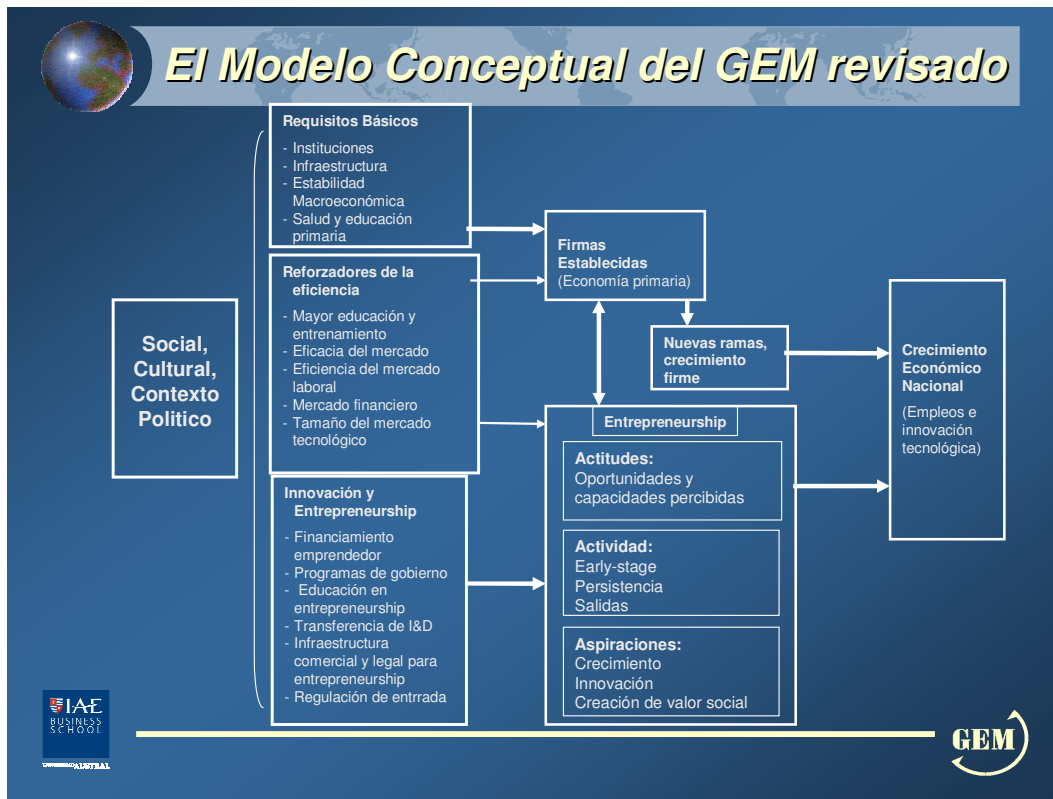 El Modelo Conceptual del GEM revisado
Social,
Cultural,
Contexto
Politico
Requisitos Básicos
- Instituciones
- Infraestructura
- Estabilidad
Macroeconómica
- Salud y educación
primaria
Reforzadores de la
eficiencia
- Mayor educación y
entrenamiento
- Eficacia del mercado
- Eficiencia del mercado
laboral
- Mercado financiero
- Tamaño del mercado
tecnológico
Innovación y
Entrepreneurship
- Financiamiento
emprendedor
- Programas de gobierno
- Educación en
entrepreneurship
- Transferencia de I&D
- Infraestructura
comercial y legal para
entrepreneurship
- Regulación de entrrada
Firmas
Establecidas
(Economía primaria)
Nuevas ramas,
crecimiento
firme
Entrepreneurship
Actitudes:
Oportunidades y
capacidades percibidas
Actividad:
Early-stage
Persistencia
Salidas
Aspiraciones:
Crecimiento
Innovación
Creación de valor social
Crecimiento
Económico
Nacional
(Empleos e
innovación
tecnológica)
IAE
BUSINESS
SCHOOL
UNIVERSIDAD AUSTRAL
GEM